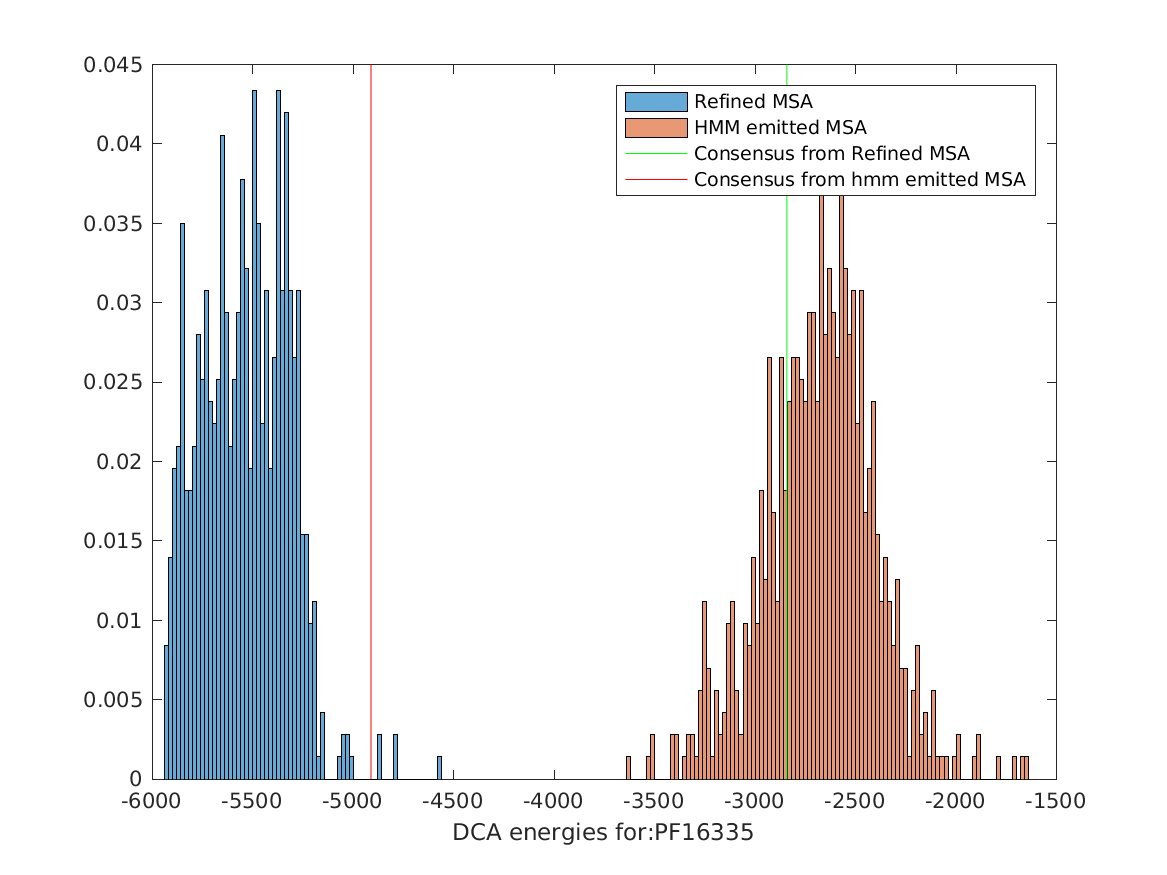 0.045
0.04
0.035
0.03
0.025
0.02
0.015
0.01
0.005
0
Refined MSA
HMM emitted MSA
Consensus from Refined MSA
Consensus from hmm emitted MSA
-6000 -5500 -5000 -4500 -4000 -3500 -3000 -2500 -2000 -1500
DCA energies for:PF16335